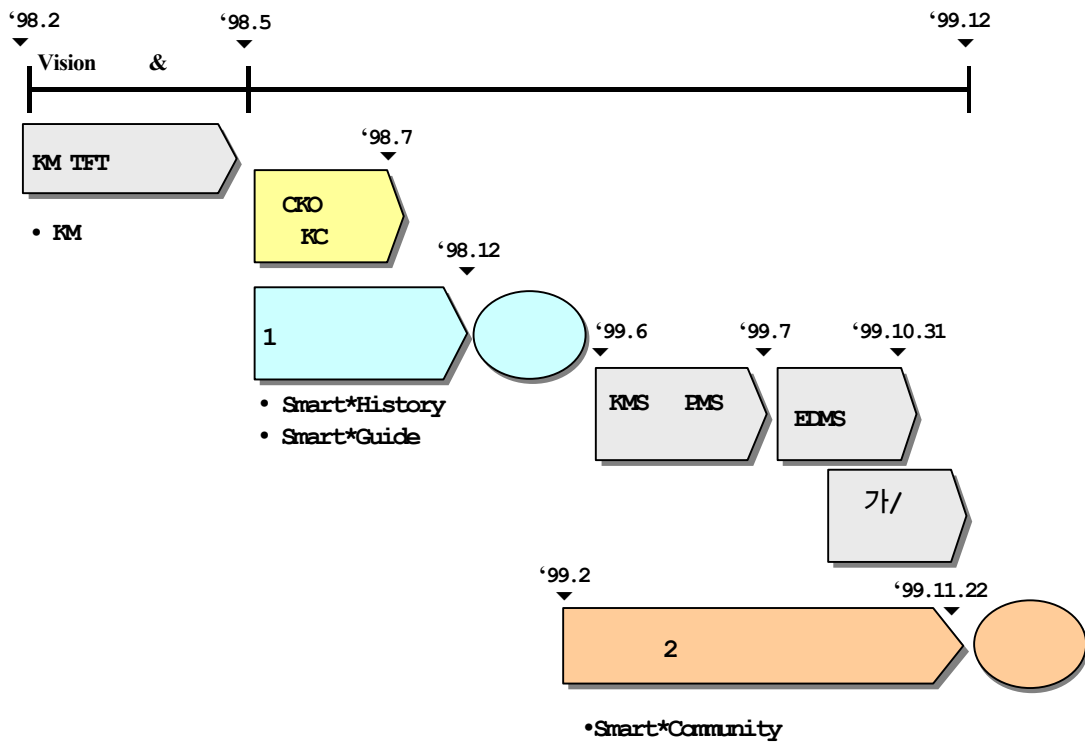 ‘98.2
‘98.5
‘99.12
Vision &
KM TFT
‘98.7
• KM
CKO
KC
‘98.12
1
‘99.6
‘99.7
‘99.10.31
• Smart*History
• Smart*Guide
KMS PMS
EDMS
가/
‘99.2
‘99.11.22
2
•Smart*Community